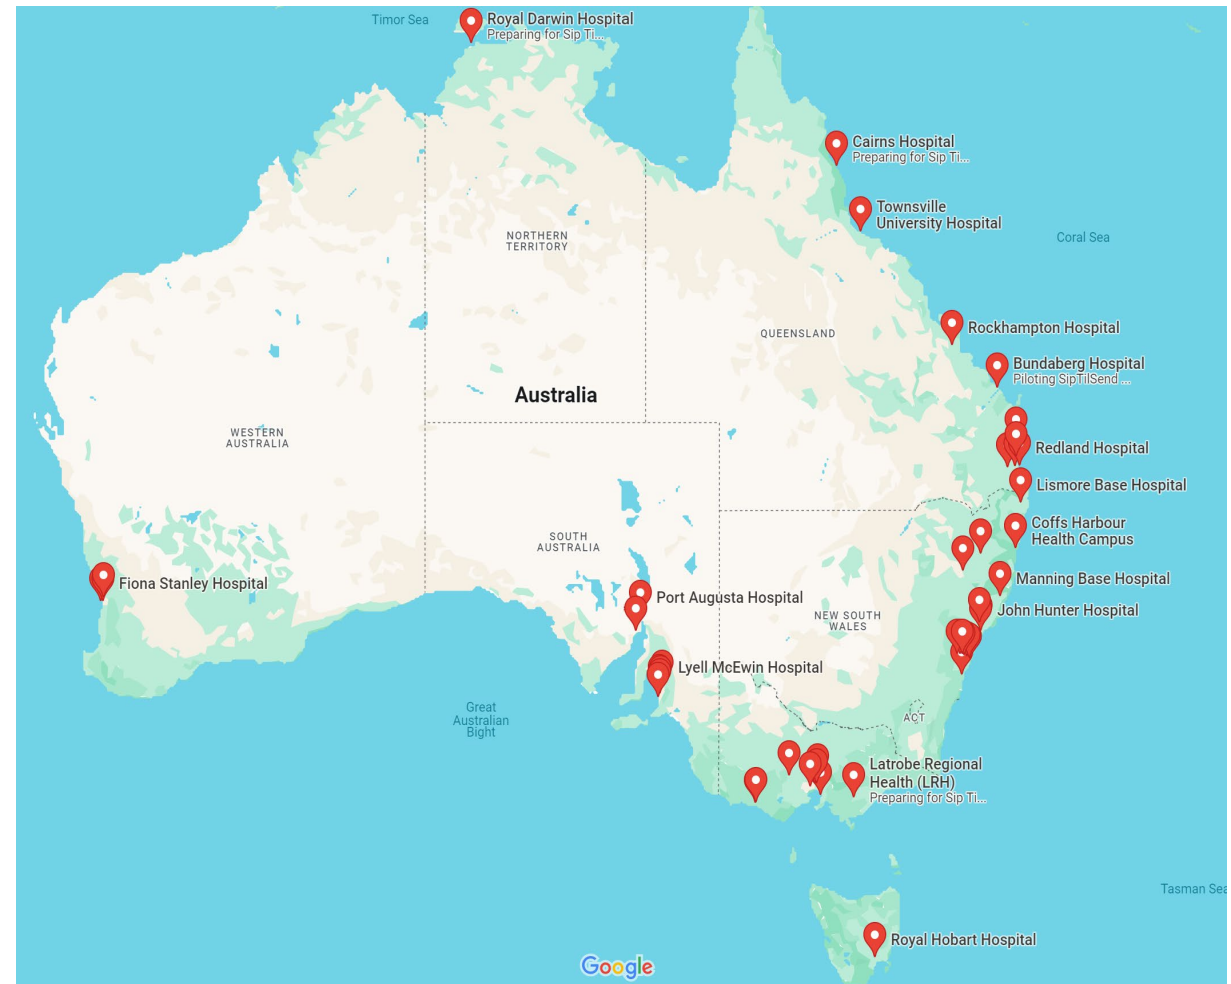 Timor Sea
Royal Darwin Hospital
Preparing for Sip Ti...
Cairns Hospital
Preparing for Sip Ti...
Townsville
University Hospital
Coral Sea
NORTHERN
TERRITORY
Rockhampton Hospital
QUEENSLAND
Bundaberg Hospital
Piloting SipTilSend ...
Australia
WESTERN
AUSTRALIA
Redland Hospital
Lismore Base Hospital
Coffs Harbour
Health Campus
SOUTH
AUSTRALIA
Fiona Stanley Hospital
Manning Base Hospital
Port Augusta Hospital
John Hunter Hospital
NEW SOUTH
WALES
Lyell McEwin Hospital
Great
Australian
Bight
ACT
Latrobe Regional
Health (LRH)
Preparing for Sip Ti...
Tasman Sea
Royal Hobart Hospital
Google